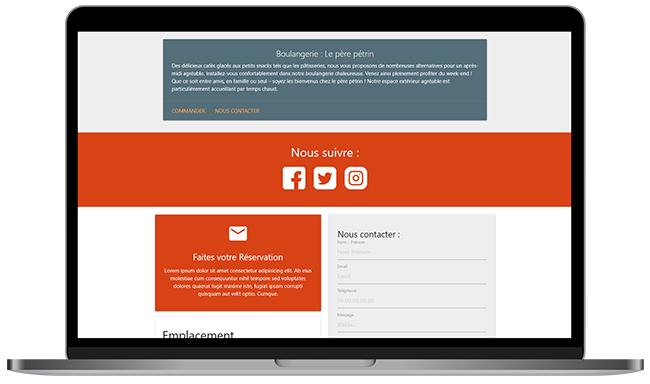 Boulangerie : Le père pétrin
Des délicieux cafés glacés aux petits snacks tels que les pâtisseries, nous vous proposons de nombreuses alternatives pour un après-
midi agréable. Installez-vous confortablement dans notre boulangerie chaleureuse. Venez ainsi pleinement profiter du week-end !
Que ce soit entre amis, en famille ou seul – soyez les bienvenus chez le père pétrin ! Notre espace extérieur agréable est
particulièrement accueillant par temps chaud.
COMMANDER NOUS CONTACTER
Nous suivre :
Faites votre Réservation
Lorem ipsum dolor sit amet consectetur adipisicing elit. Ab eius
molestiae cum consequuntur nihil tempore sed voluptates
dolores quaerat fugit maxime iste, fugiat ipsam corrupti
quisquam aut velit optio. Cumque.
Emplacement
Nous contacter :
Nom - Prénom
Nom Prénom
Email
Email
Téléphone
06 00 00 00 00
Message